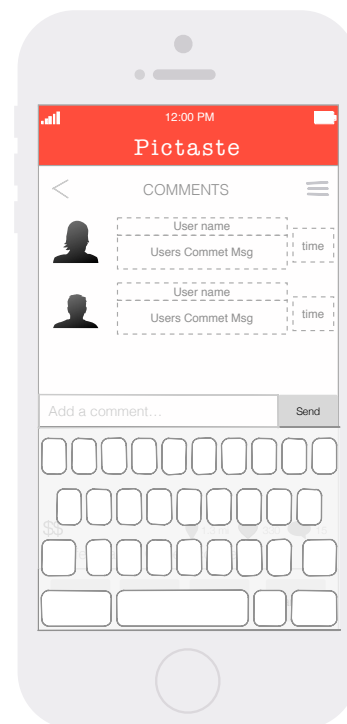 12:00 PM
Pictaste
COMMENTS
User name
Users Commet Msg
time
User name
Users Commet Msg
time
Add a comment...
Send
$$